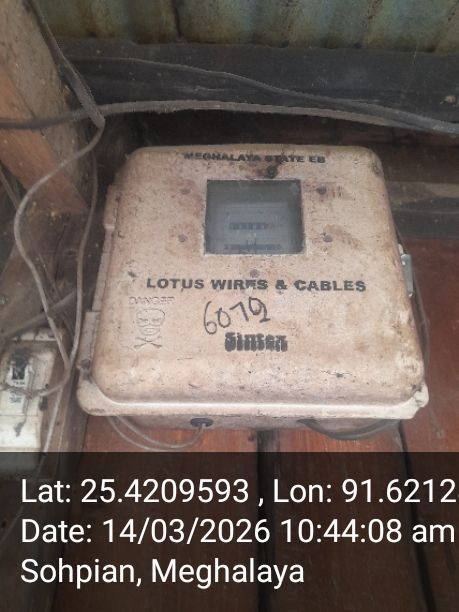 MEGHALAYA STATE EB
LOTUS WIRES & CABLES
DANGER
Sintex
Lat: 25.4209593 , Lon: 91.6212
Date: 14/03/2026 10:44:08 am
Sohpian, Meghalaya